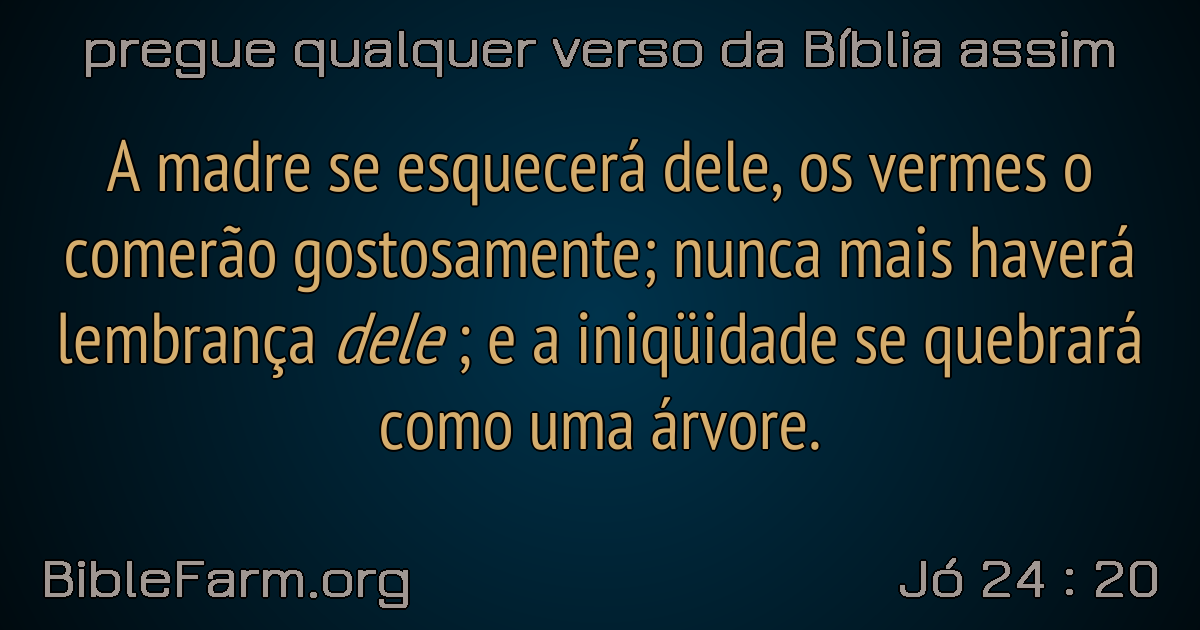 pregue qualquer verso da Bíblia assim
A madre se esquecerá dele, os vermes o
comerão gostosamente; nunca mais haverá
lembrança dele ; e a iniqüidade se quebrará
como uma árvore.
BibleFarm.org
Jó 24 : 20